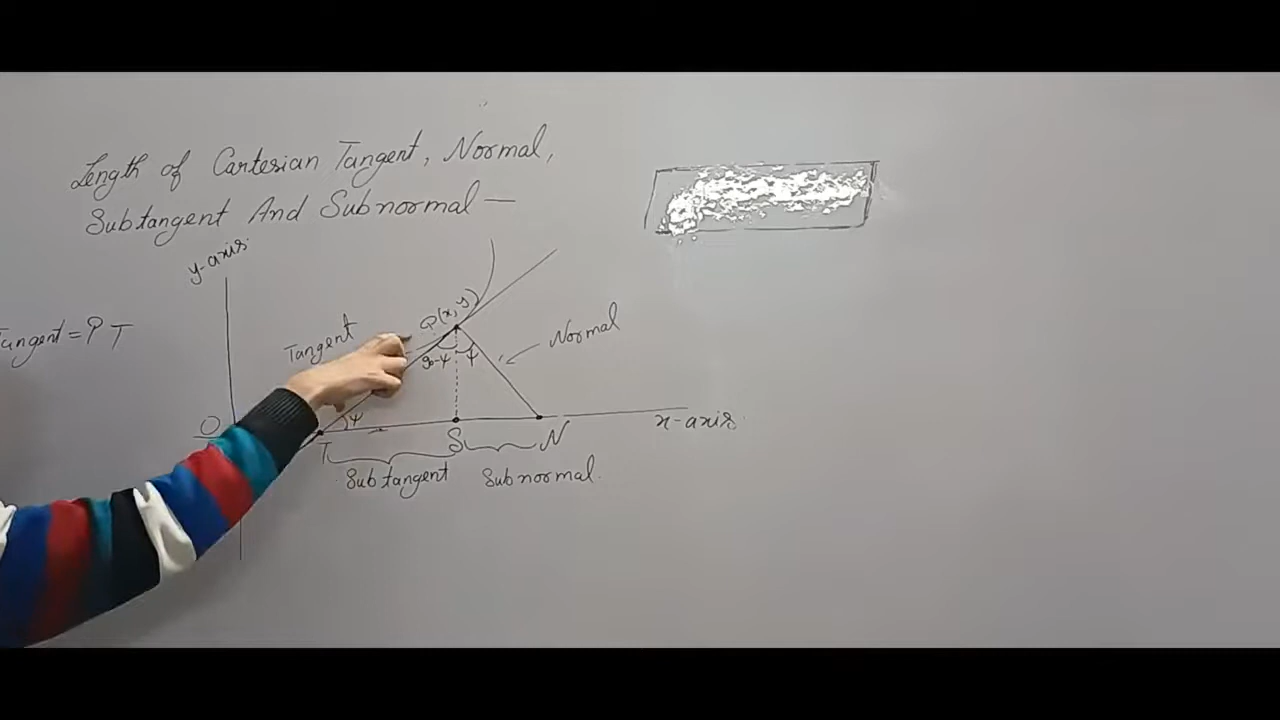 Length of Cartesian Tangent, Normal,
Subtangent And Subnormal —
y-axis
Tangent = PT
Tangent
P(x, y)
Normal
90-ψ
ψ
ψ
O
T
S
N
x-axis
Subtangent
Subnormal